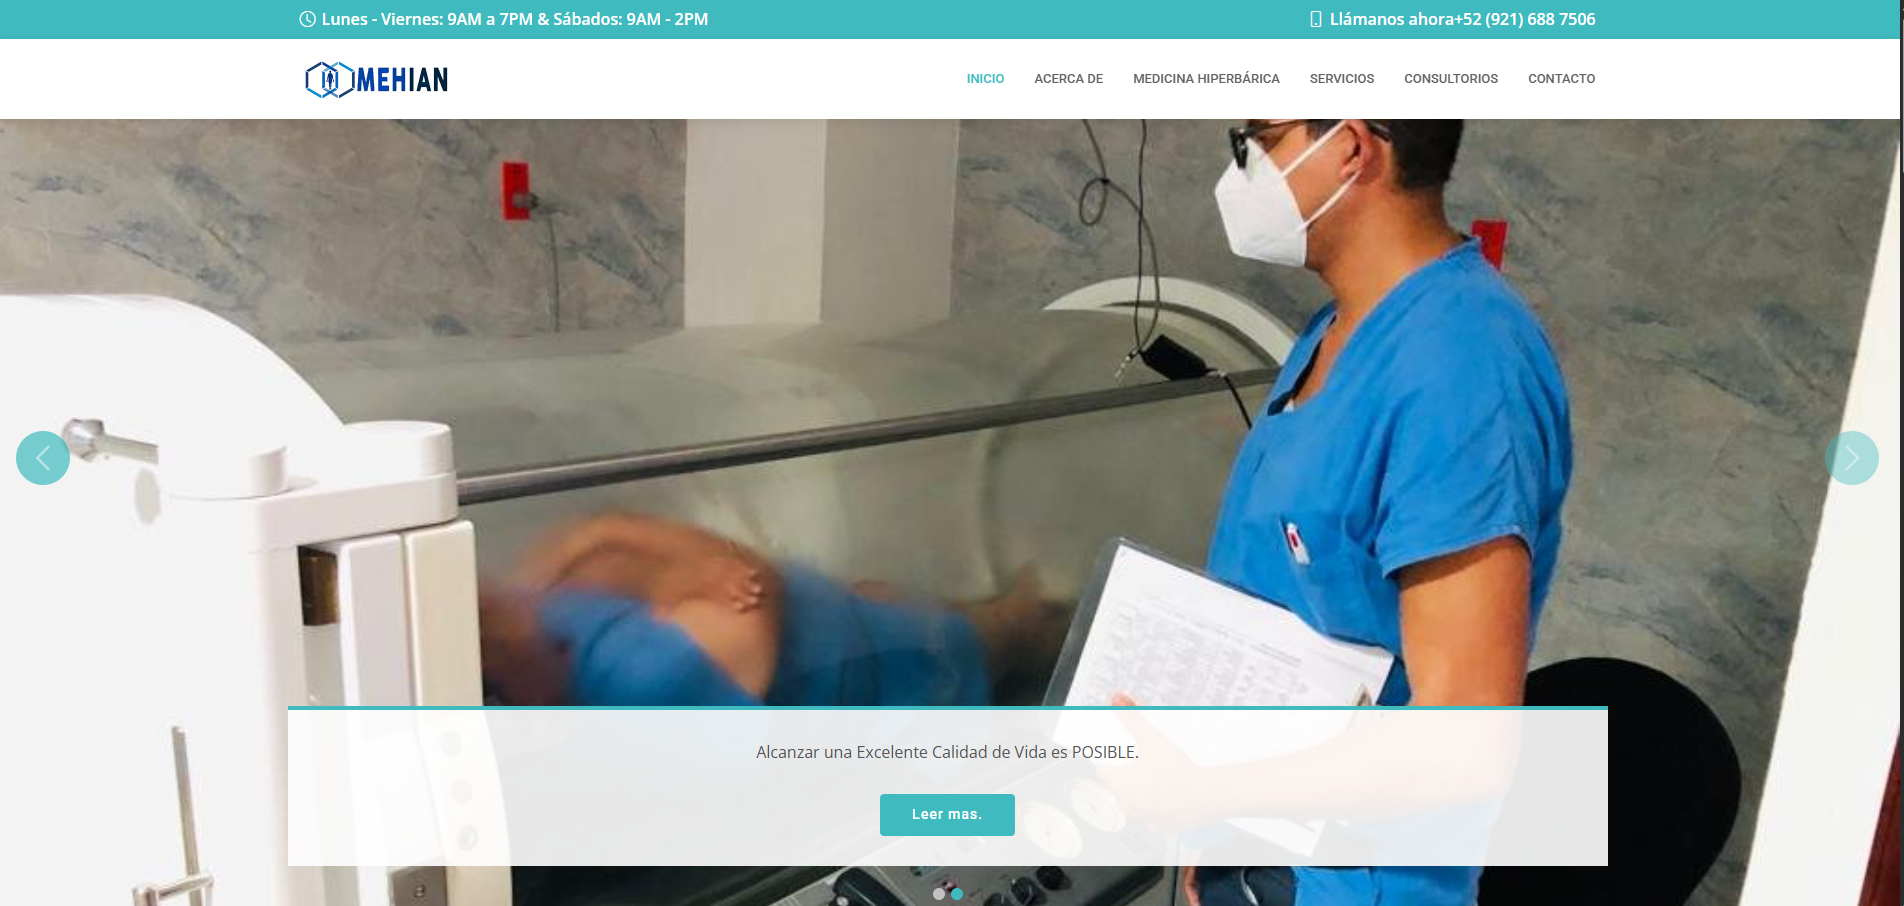 Lunes - Viernes: 9AM a 7PM & Sábados: 9AM - 2PM
Llámanos ahora+52 (921) 688 7506
MEHIAN
INICIO
ACERCA DE
MEDICINA HIPERBÁRICA
SERVICIOS
CONSULTORIOS
CONTACTO
Alcanzar una Excelente Calidad de Vida es POSIBLE.
Leer mas.